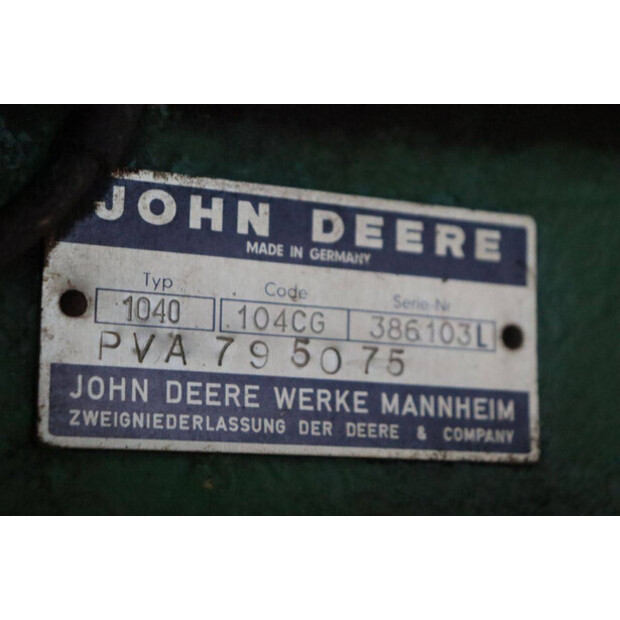 JOHN DEERE
MADE IN GERMANY
Typ Code Serie-Nr
1040 104CG 386103L
PVA 795075
JOHN DEERE WERKE MANNHEIM
ZWEIGNIEDERLASSUNG DER DEERE & COMPANY